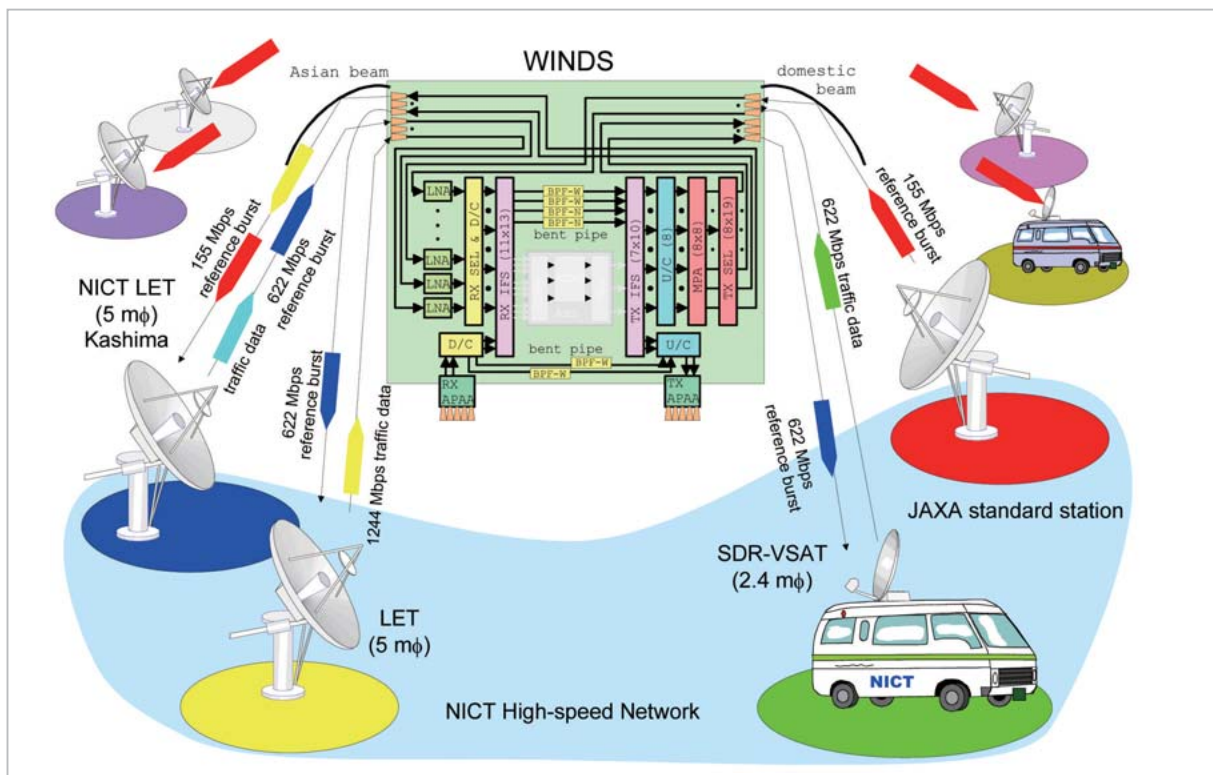 WINDS
Asian beam
domestic
beam
155 Mbps
reference burst
622 Mbps
reference burst
traffic data
622 Mbps
reference burst
1244 Mbps traffic data
NICT LET
(5 mφ)
Kashima
LET
(5 mφ)
LNA
LNA
LNA
LNA
RX SEL & D/C
RX IFS (11x13)
BPF-W
BPF-W
BPF-N
BPF-N
bent pipe
TX IFS (7x10)
U/C (8)
MPA (8x8)
TX SEL (8x19)
D/C
bent pipe
U/C
BPF-W
BPF-W
RX
APAA
TX
APAA
622 Mbps traffic data
155 Mbps
reference burst
622 Mbps
reference burst
JAXA standard station
SDR-VSAT
(2.4 mφ)
NICT
NICT High-speed Network